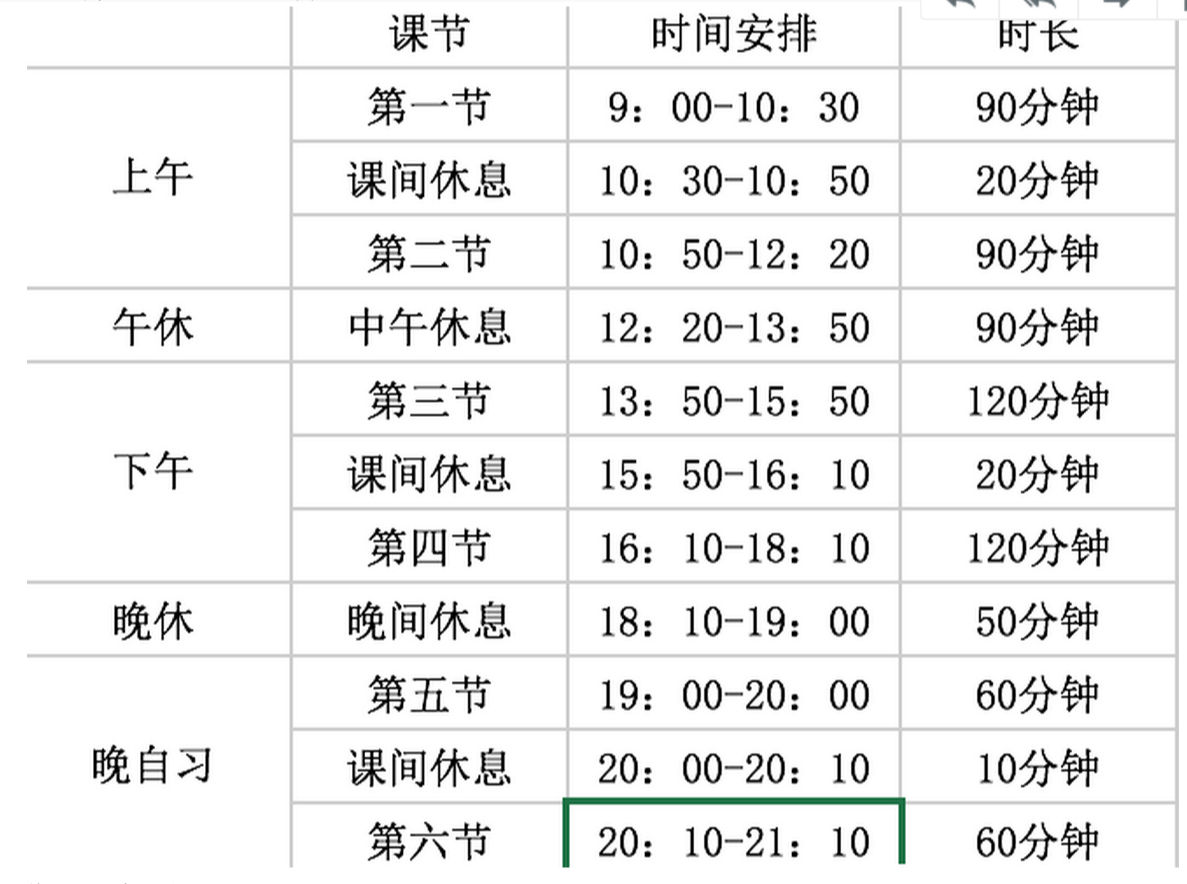 课节 时间安排 时长
第一节 9：00-10：30 90分钟
上午 课间休息 10：30-10：50 20分钟
第二节 10：50-12：20 90分钟
午休 中午休息 12：20-13：50 90分钟
第三节 13：50-15：50 120分钟
下午 课间休息 15：50-16：10 20分钟
第四节 16：10-18：10 120分钟
晚休 晚间休息 18：10-19：00 50分钟
第五节 19：00-20：00 60分钟
晚自习 课间休息 20：00-20：10 10分钟
第六节 20：10-21：10 60分钟